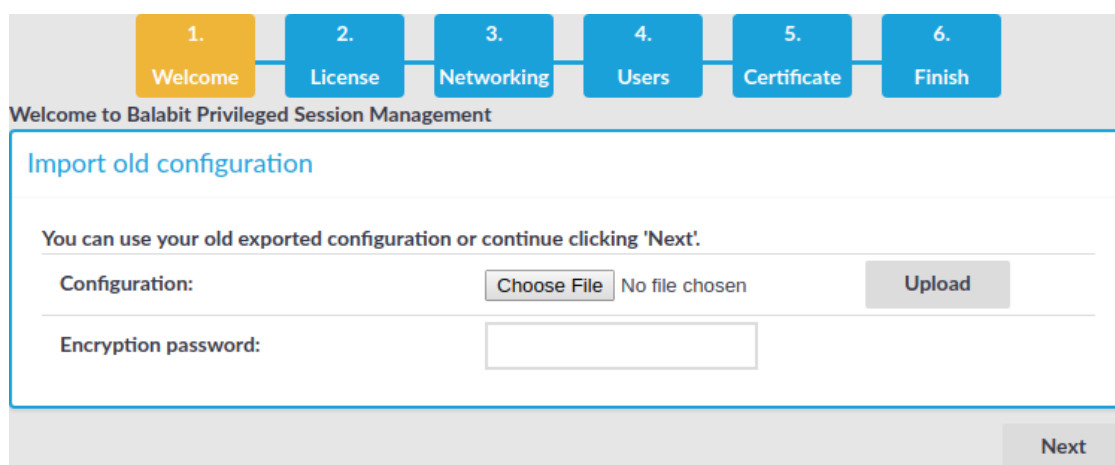 1. 2. 3. 4. 5. 6.
Welcome License Networking Users Certificate Finish
Welcome to Balabit Privileged Session Management
Import old configuration
You can use your old exported configuration or continue clicking 'Next'.
Configuration: Choose File No file chosen Upload
Encryption password:
Next